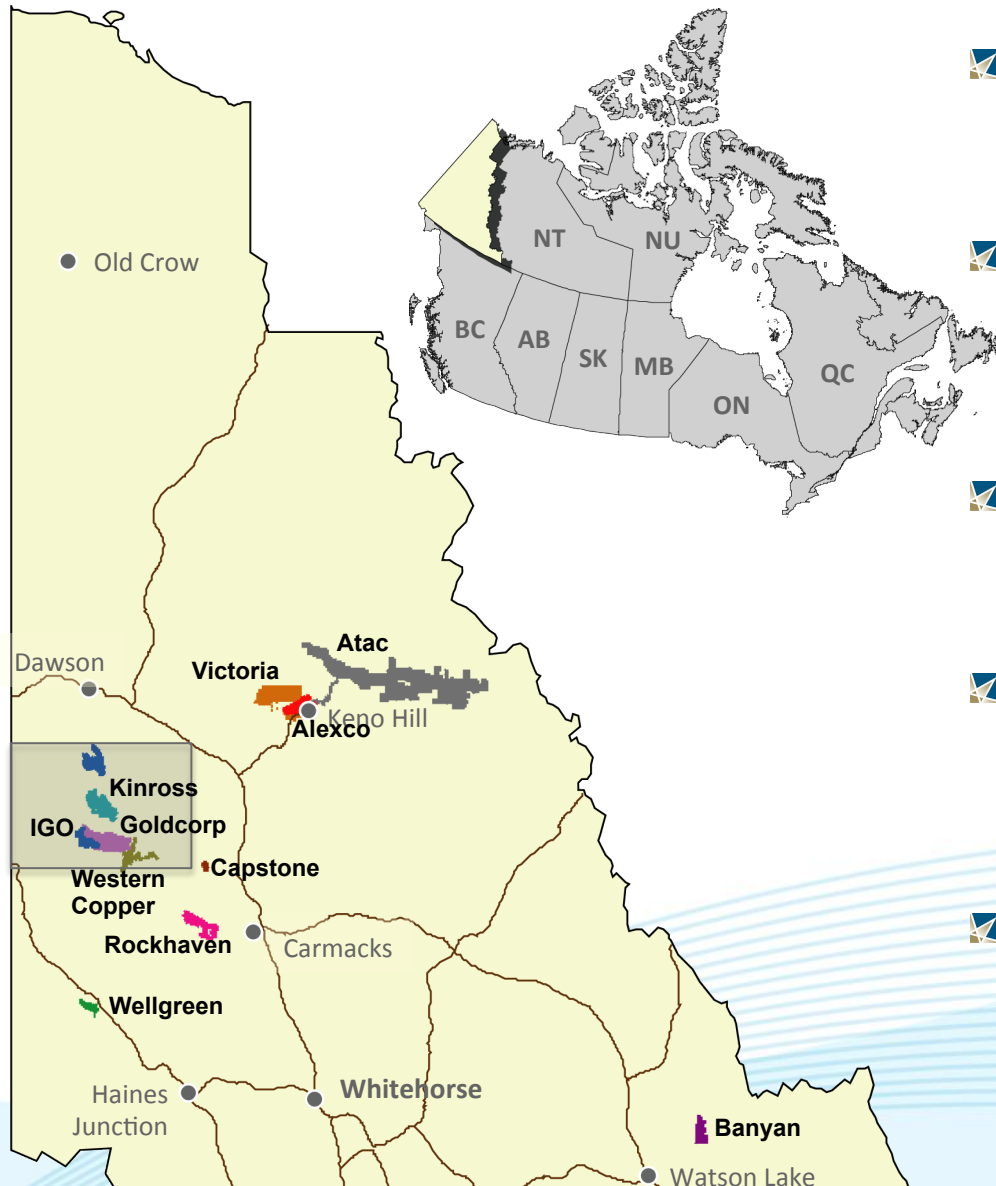 Old Crow
NT
NU
BC
AB
SK
MB
QC
ON
Dawson
Victoria
Atac
Keno Hill
Alexco
Kinross
IGO
Goldcorp
Western
Copper
Capstone
Rockhaven
Carmacks
Wellgreen
Haines
Junction
Whitehorse
Banyan
Watson Lake